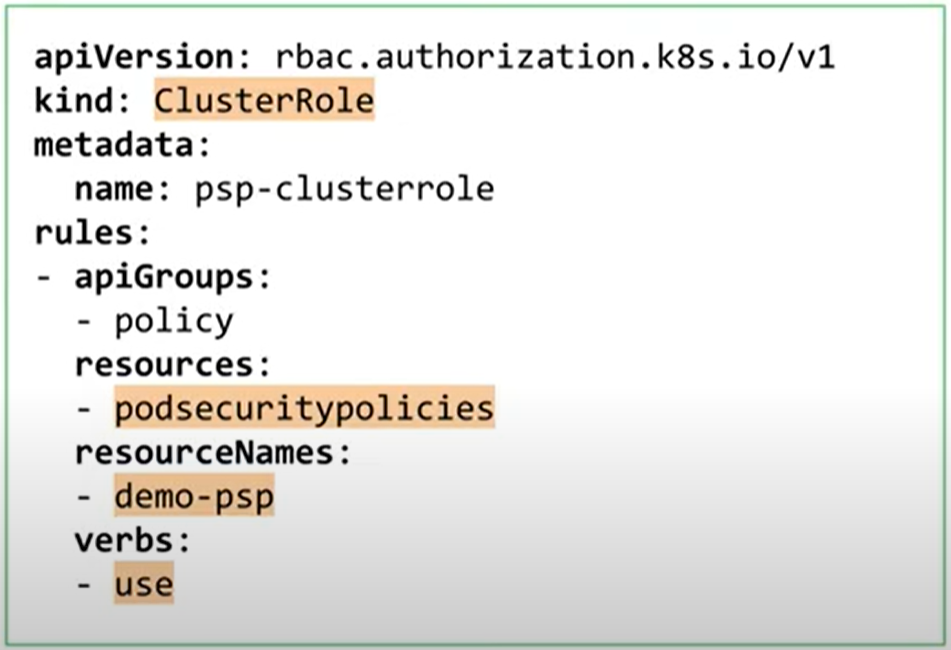 apiVersion: rbac.authorization.k8s.io/v1
kind: ClusterRole
metadata:
  name: psp-clusterrole
rules:
- apiGroups:
  - policy
  resources:
  - podsecuritypolicies
  resourceNames:
  - demo-psp
  verbs:
  - use